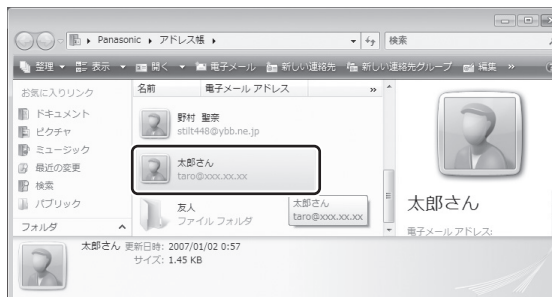 Panasonic ▸ アドレス帳 ▸
検索
整理 ▼ 表示 ▼ 開く ▼ 電子メール 新しい連絡先 新しい連絡先グループ 編集 »
お気に入りリンク
ドキュメント
ピクチャ
ミュージック
最近の変更
検索
パブリック
フォルダ
名前 電子メール アドレス »
野村 聖奈
stilt448@ybb.ne.jp
太郎さん
taro@xxx.xx.xx
友人
ファイル フォルダ
太郎さん
taro@xxx.xx.xx
太郎さん
電子メール アドレス:
太郎さん 更新日時: 2007/01/02 0:57
サイズ: 1.45 KB